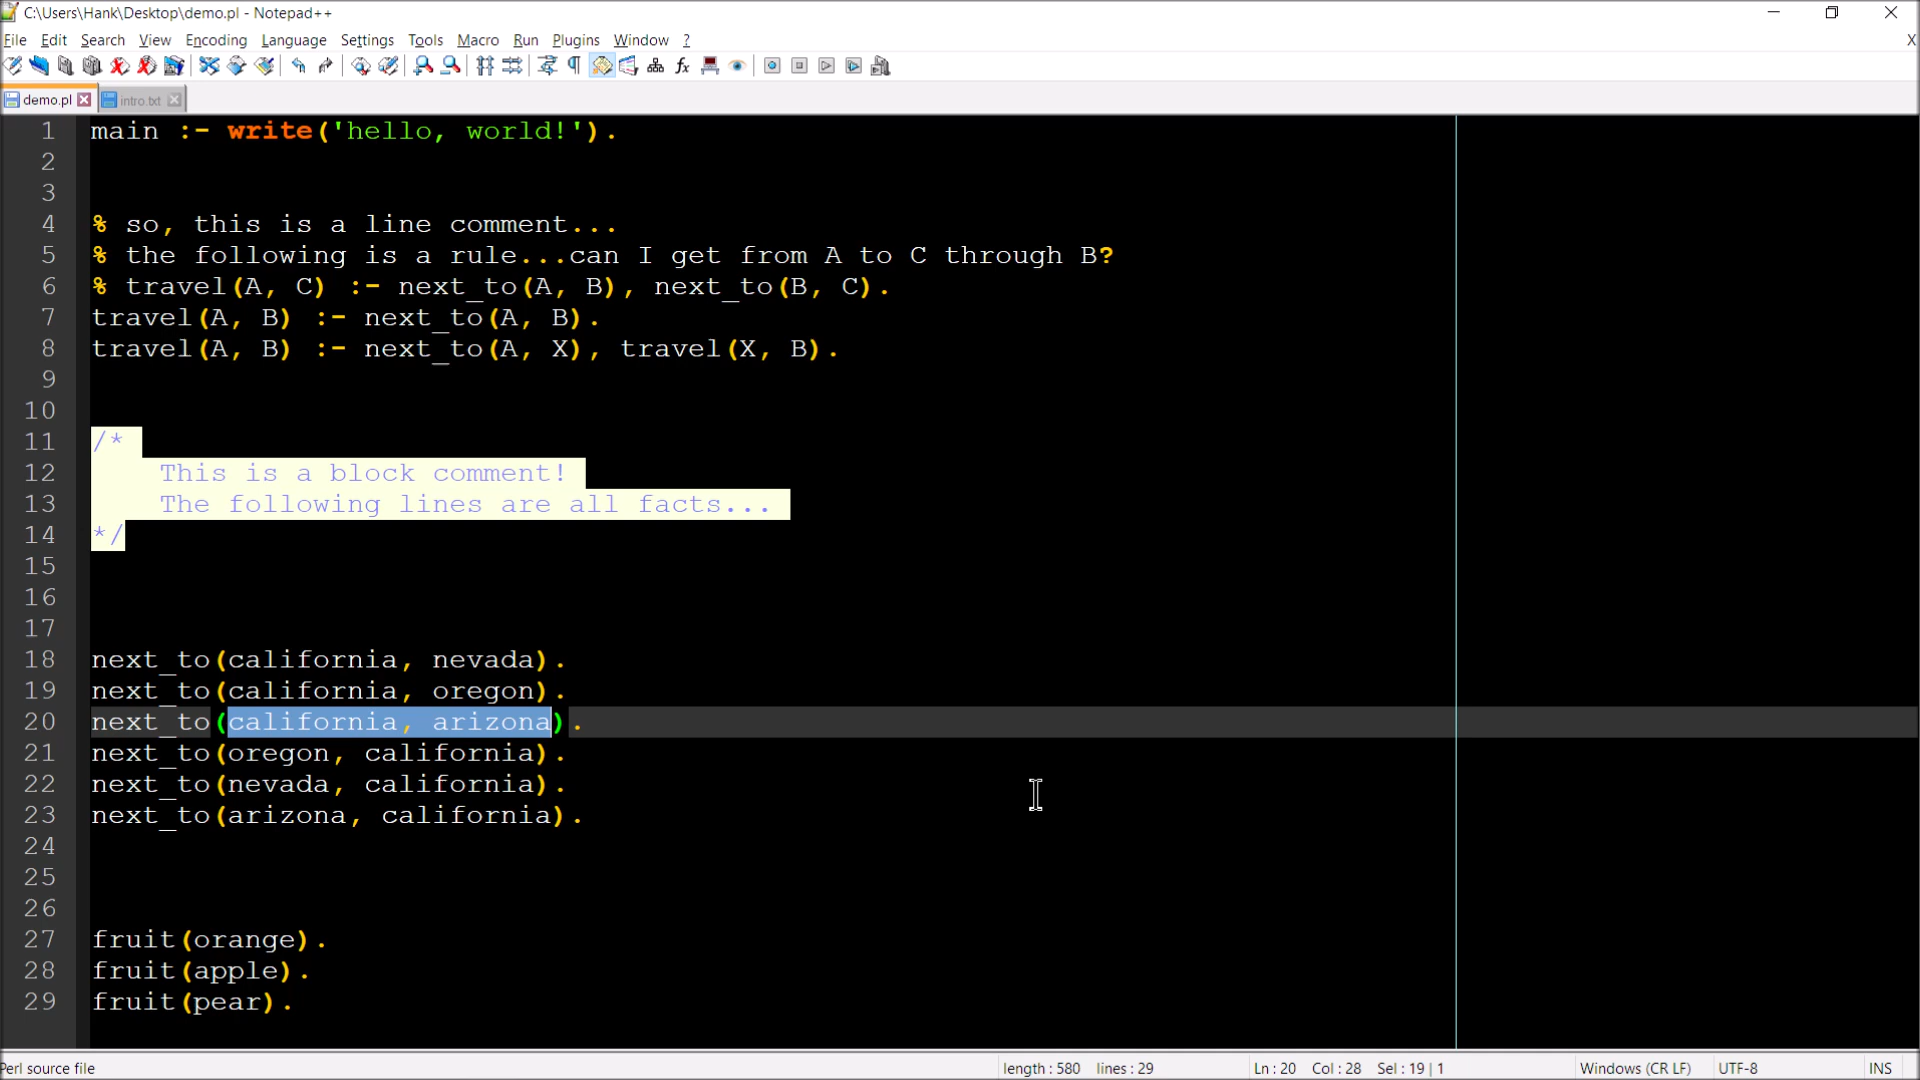 C:\Users\Hank\Desktop\demo.pl - Notepad++
File Edit Search View Encoding Language Settings Tools Macro Run Plugins Window ? X
demo.pl intro.txt
1 main :- write('hello, world!').
2
3
4 % so, this is a line comment...
5 % the following is a rule...can I get from A to C through B?
6 % travel(A, C) :- next_to(A, B), next_to(B, C).
7 travel(A, B) :- next_to(A, B).
8 travel(A, B) :- next_to(A, X), travel(X, B).
9
10
11 /*
12 This is a block comment!
13 The following lines are all facts...
14 */
15
16
17
18 next_to(california, nevada).
19 next_to(california, oregon).
20 next_to(california, arizona).
21 next_to(oregon, california).
22 next_to(nevada, california).
23 next_to(arizona, california).
24
25
26
27 fruit(orange).
28 fruit(apple).
29 fruit(pear).
Perl source file length : 580 lines : 29 Ln : 20 Col : 28 Sel : 19 | 1 Windows (CR LF) UTF-8 INS